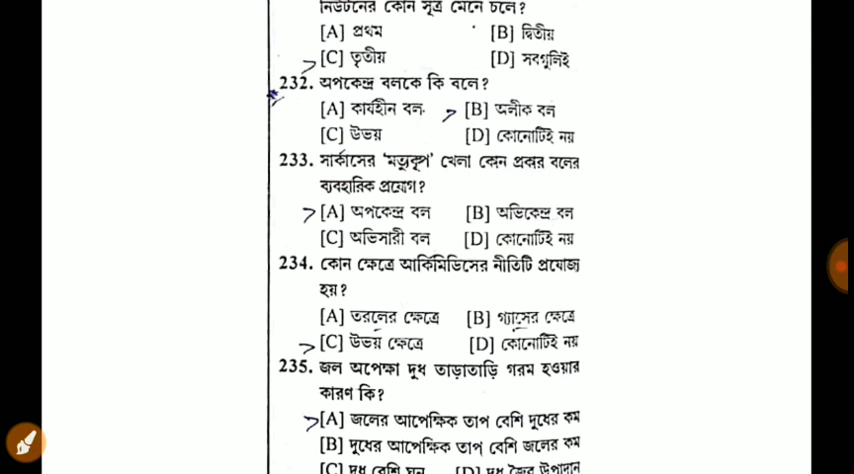 নিউটনের কোন সূত্র মেনে চলে?
[A] প্রথম [B] দ্বিতীয়
[C] তৃতীয় [D] সবগুলিই
232. অপকেন্দ্র বলকে কি বলে?
[A] কার্যহীন বল [B] অলীক বল
[C] উভয় [D] কোনোটিই নয়
233. সার্কাসের 'মৃত্যুকূপ' খেলা কোন প্রকার বলের
ব্যবহারিক প্রয়োগ?
[A] অপকেন্দ্র বল [B] অভিকেন্দ্র বল
[C] অভিসারী বল [D] কোনোটিই নয়
234. কোন ক্ষেত্রে আর্কিমিডিসের নীতিটি প্রযোজ্য
হয়?
[A] তরলের ক্ষেত্রে [B] গ্যাসের ক্ষেত্রে
[C] উভয় ক্ষেত্রে [D] কোনোটিই নয়
235. জল অপেক্ষা দুধ তাড়াতাড়ি গরম হওয়ার
কারণ কি?
[A] জলের আপেক্ষিক তাপ বেশি দুধের কম
[B] দুধের আপেক্ষিক তাপ বেশি জলের কম
[C] দুধ বেশি ঘন [D] দুধ জৈব উপাদান